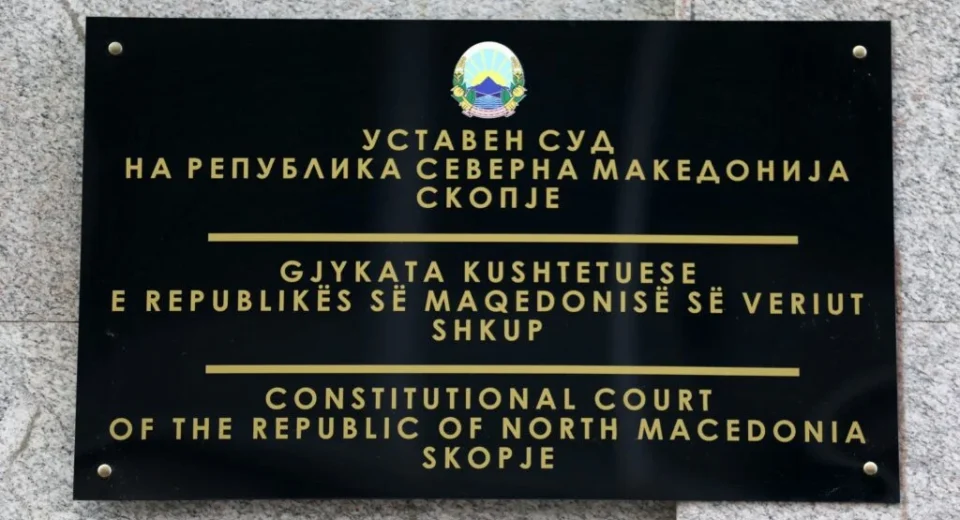 УСТАВЕН СУД
НА РЕПУБЛИКА СЕВЕРНА МАКЕДОНИЈА
СКОПЈЕ
GJYKATA KUSHTETUESE
E REPUBLIKËS SË MAQEDONISË SË VERIUT
SHKUP
CONSTITUTIONAL COURT
OF THE REPUBLIC OF NORTH MACEDONIA
SKOPJE